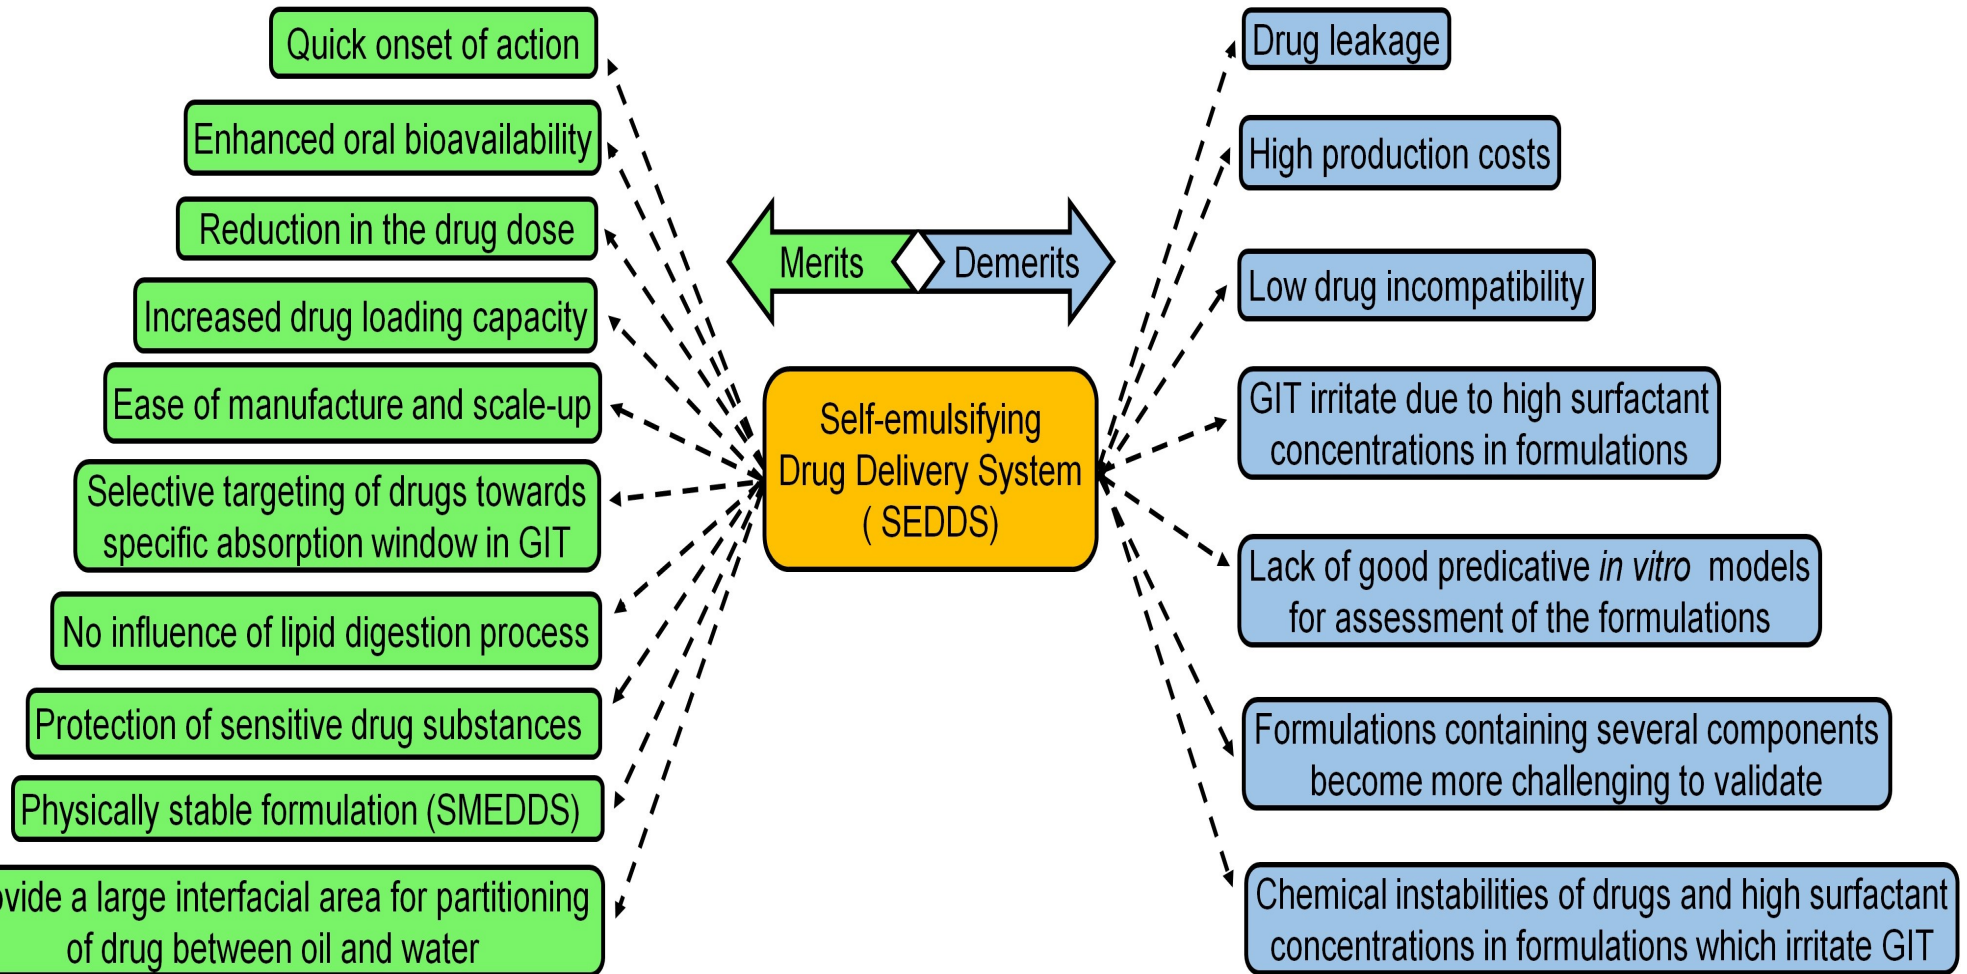 Quick onset of action
Enhanced oral bioavailability
Reduction in the drug dose
Increased drug loading capacity
Ease of manufacture and scale-up
Selective targeting of drugs towards
specific absorption window in GIT
No influence of lipid digestion process
Protection of sensitive drug substances
Physically stable formulation (SMEDDS)
a large interfacial area for partitioning
of drug between oil and water
Merits
Demerits
Self-emulsifying
Drug Delivery System
( SEDDS)
Drug leakage
High production costs
Low drug incompatibility
GIT irritate due to high surfactant
concentrations in formulations
Lack of good predicative in vitro models
for assessment of the formulations
Formulations containing several components
become more challenging to validate
Chemical instabilities of drugs and high surfactant
concentrations in formulations which irritate GIT